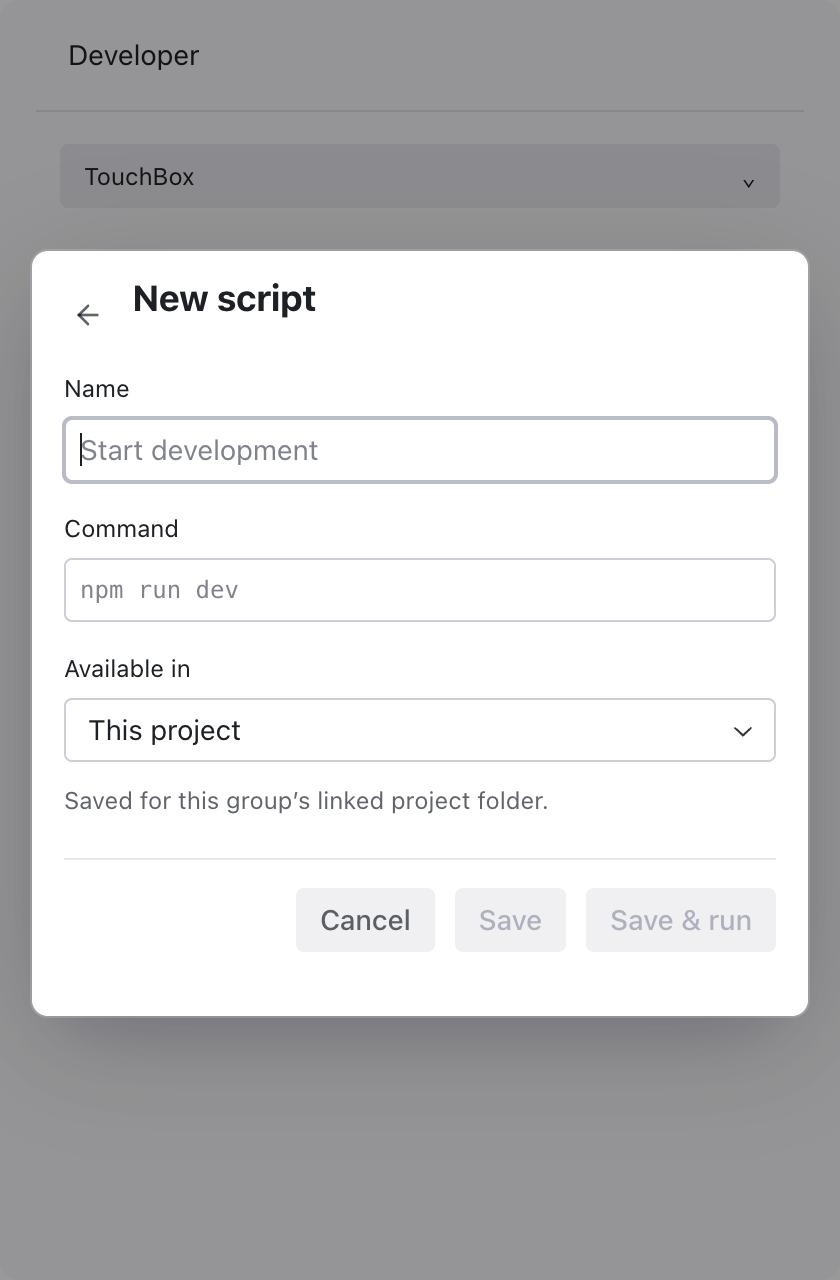 Developer
TouchBox
New script
Name
Start development
Command
npm run dev
Available in
This project
Saved for this group’s linked project folder.
Cancel Save Save & run